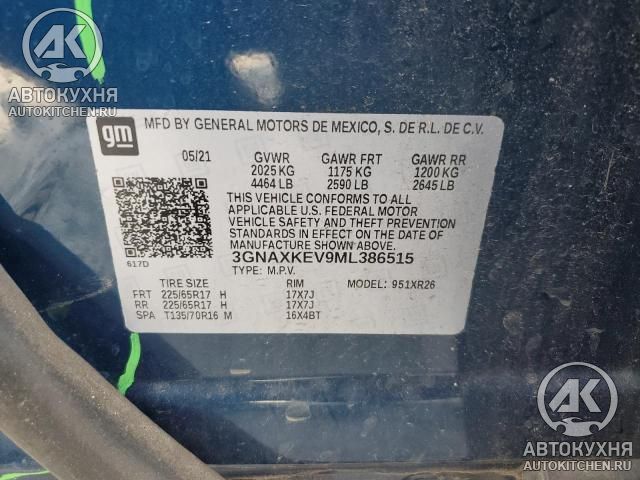 AK
АВТОКУХНЯ
AUTOKITCHEN.RU
gm
MFD BY GENERAL MOTORS DE MEXICO, S. DE R.L. DE C.V.
05/21 GVWR GAWR FRT GAWR RR
2025 KG 1175 KG 1200 KG
4464 LB 2590 LB 2645 LB
THIS VEHICLE CONFORMS TO ALL
APPLICABLE U.S. FEDERAL MOTOR
VEHICLE SAFETY AND THEFT PREVENTION
STANDARDS IN EFFECT ON THE DATE OF
MANUFACTURE SHOWN ABOVE.
617D 3GNAXKEV9ML386515
TYPE: M.P.V. MODEL: 951XR26
TIRE SIZE RIM
FRT 225/65R17 H 17X7J
RR 225/65R17 H 17X7J
SPA T135/70R16 M 16X4BT
AK
АВТОКУХНЯ
AUTOKITCHEN.RU